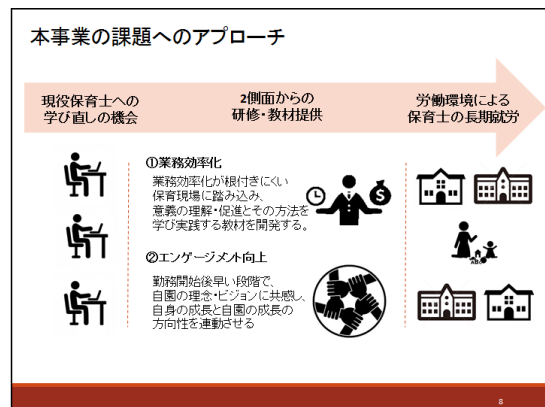 本事業の課題へのアプローチ
現役保育士への
学び直しの機会
2側面からの
研修・教材提供
労働環境による
保育士の長期就労
①業務効率化
業務効率化が根付きにくい
保育現場に踏み込み、
意義の理解・促進とその方法を
学び実践する教材を開発する。
②エンゲージメント向上
勤務開始後早い段階で、
自園の理念・ビジョンに共感し、
自身の成長と自園の成長の
方向性を連動させる
$
ABC
8